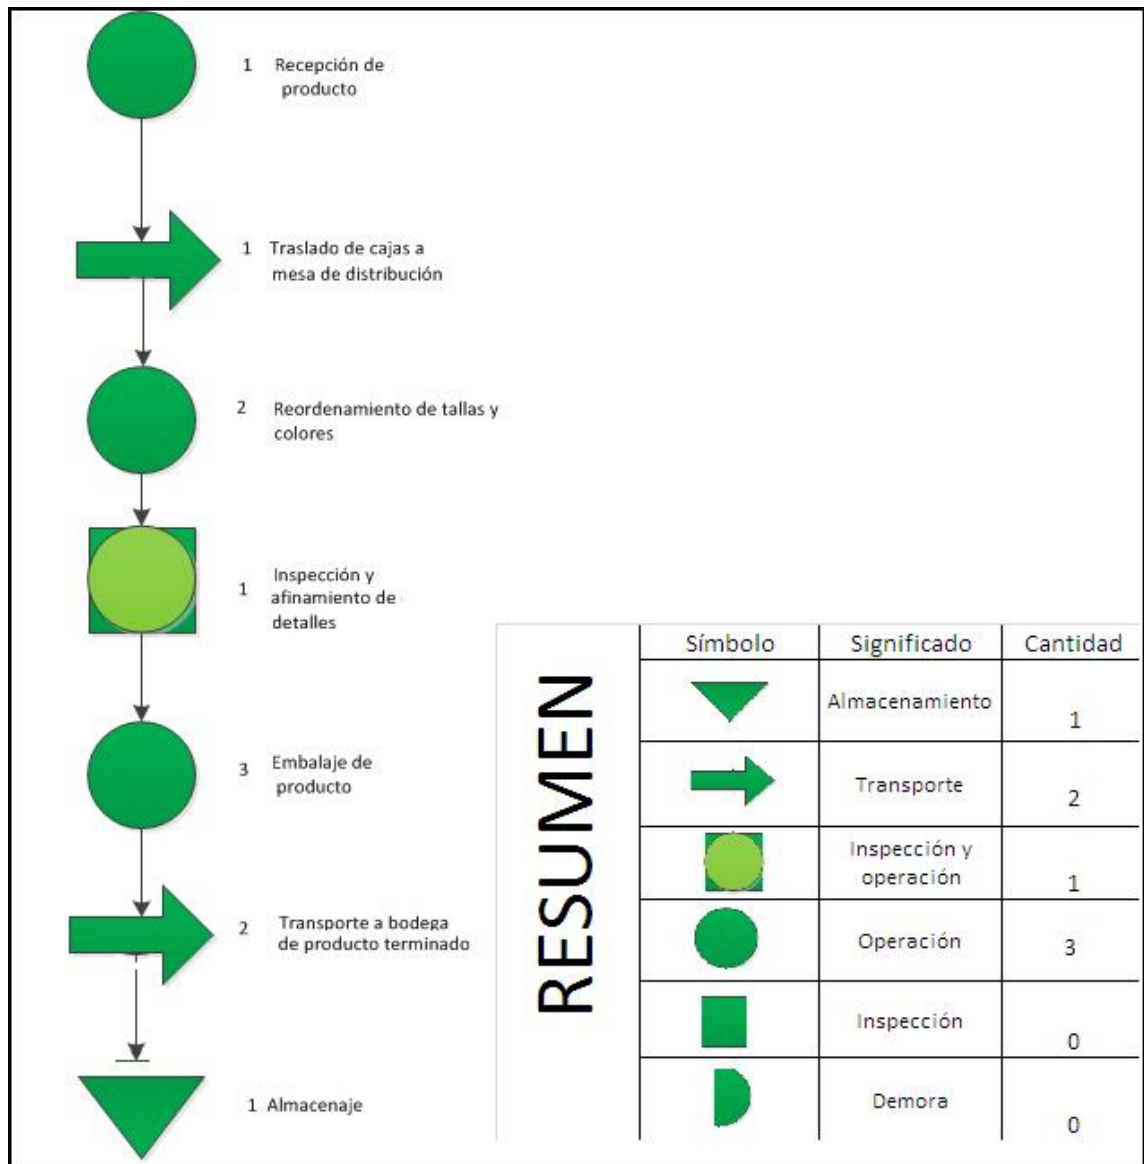 1 Recepción de
producto
1 Traslado de cajas a
mesa de distribución
2 Reordenamiento de tallas y
colores
1 Inspección y
afinamiento de
detalles
3 Embalaje de
producto
2 Transporte a bodega
de producto terminado
1 Almacenaje
RESUMEN
Símbolo Significado Cantidad
Almacenamiento 1
Transporte 2
Inspección y
operación 1
Operación 3
Inspección 0
Demora 0